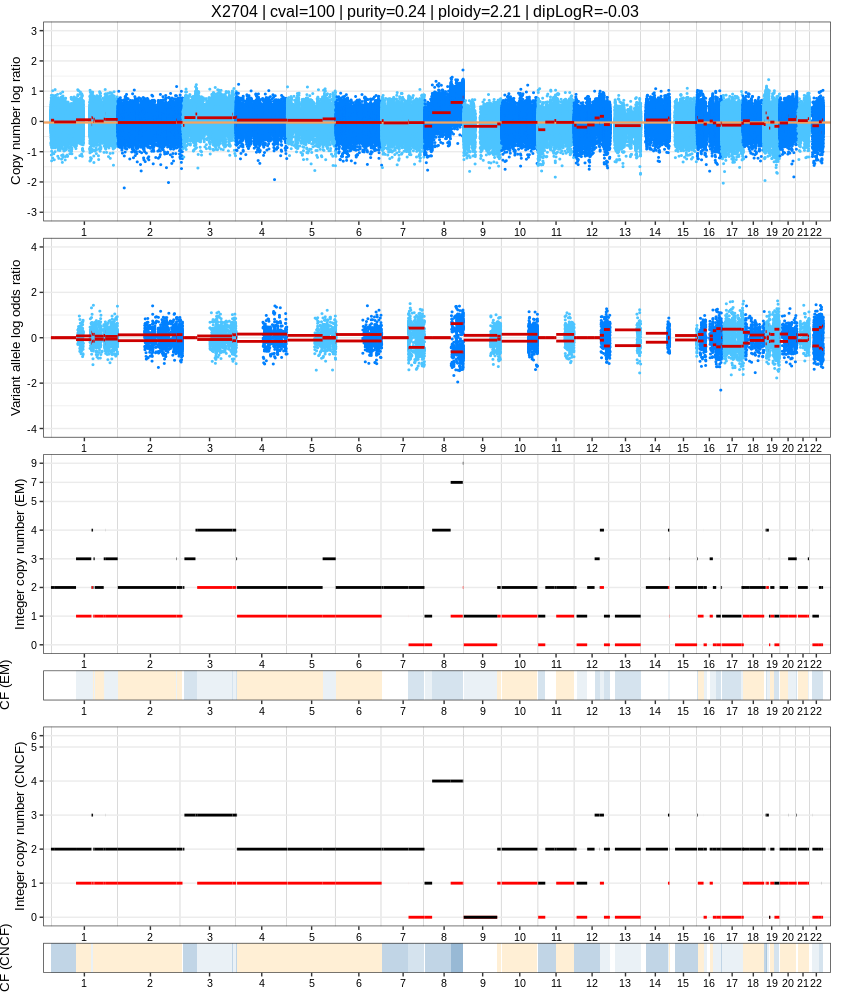 X2704 | cval=100 | purity=0.24 | ploidy=2.21 | dipLogR=-0.03
Copy number log ratio
3
2
1
0
-1
-2
-3
1 2 3 4 5 6 7 8 9 10 11 12 13 14 15 16 17 18 19 20 21 22
Variant allele log odds ratio
4
2
0
-2
-4
1 2 3 4 5 6 7 8 9 10 11 12 13 14 15 16 17 18 19 20 21 22
Integer copy number (EM)
9
7
5
4
3
2
1
0
1 2 3 4 5 6 7 8 9 10 11 12 13 14 15 16 17 18 19 20 21 22
CF (EM)
1 2 3 4 5 6 7 8 9 10 11 12 13 14 15 16 17 18 19 20 21 22
Integer copy number (CNCF)
6
5
4
3
2
1
0
1 2 3 4 5 6 7 8 9 10 11 12 13 14 15 16 17 18 19 20 21 22
CF (CNCF)
1 2 3 4 5 6 7 8 9 10 11 12 13 14 15 16 17 18 19 20 21 22